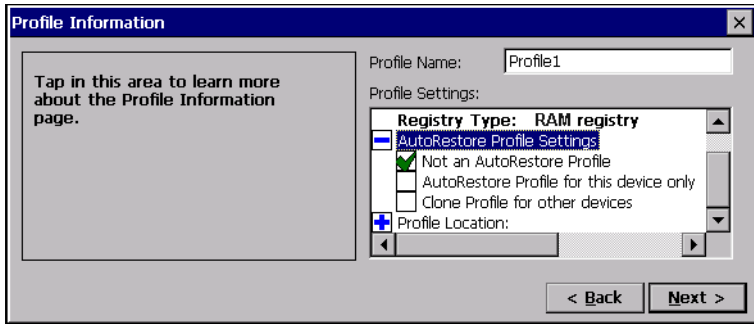 Profile Information
Tap in this area to learn more
about the Profile Information
page.
Profile Name: Profile1
Profile Settings:
Registry Type: RAM registry
AutoRestore Profile Settings
Not an AutoRestore Profile
AutoRestore Profile for this device only
Clone Profile for other devices
Profile Location:
< Back Next >